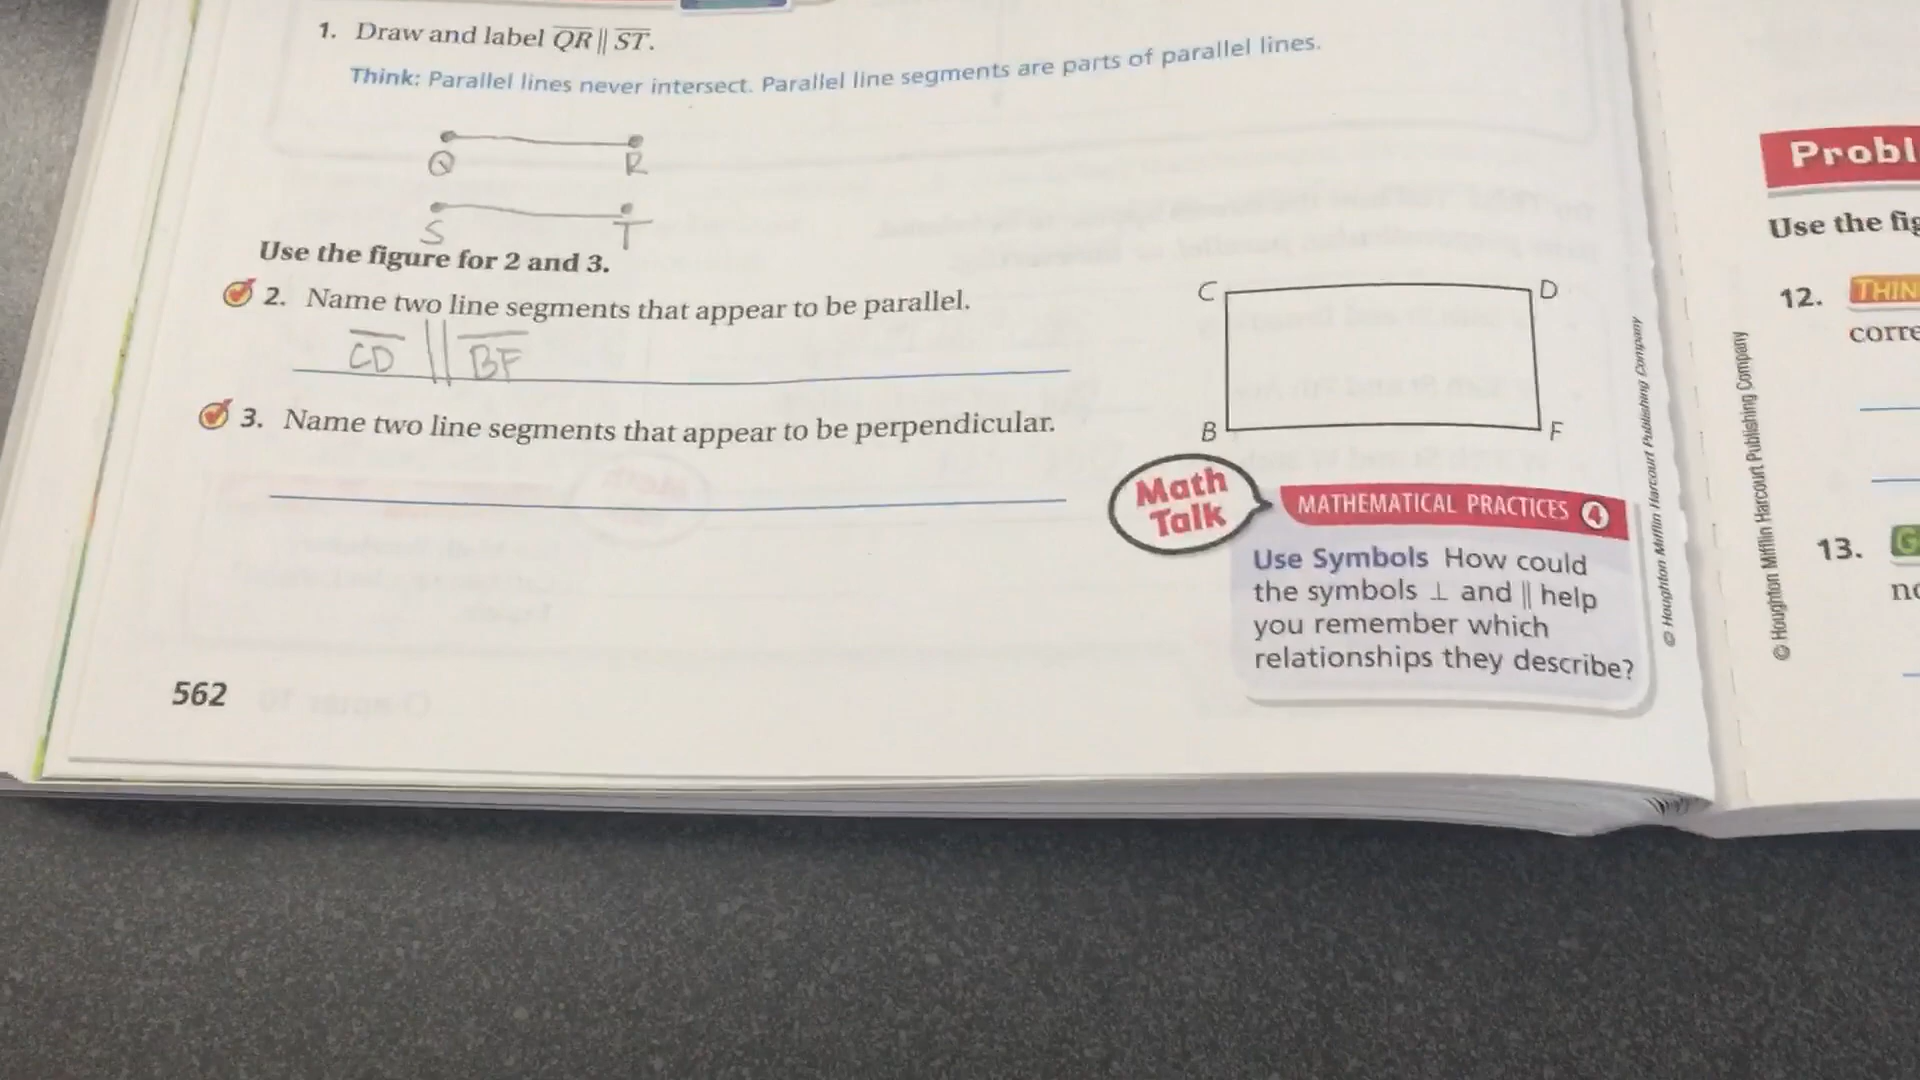 1. Draw and label QR || ST.
Think: Parallel lines never intersect. Parallel line segments are parts of parallel lines.
Q R
S T
Use the figure for 2 and 3.
2. Name two line segments that appear to be parallel.
CD || BF
3. Name two line segments that appear to be perpendicular.
C D
B F
Math
Talk
MATHEMATICAL PRACTICES 4
Use Symbols How could
the symbols ⊥ and || help
you remember which
relationships they describe?
562
© Houghton Mifflin Harcourt Publishing Company
© Houghton Mifflin Harcourt Publishing Company
Probl
Use the fig
12. THIN
corre
13. G